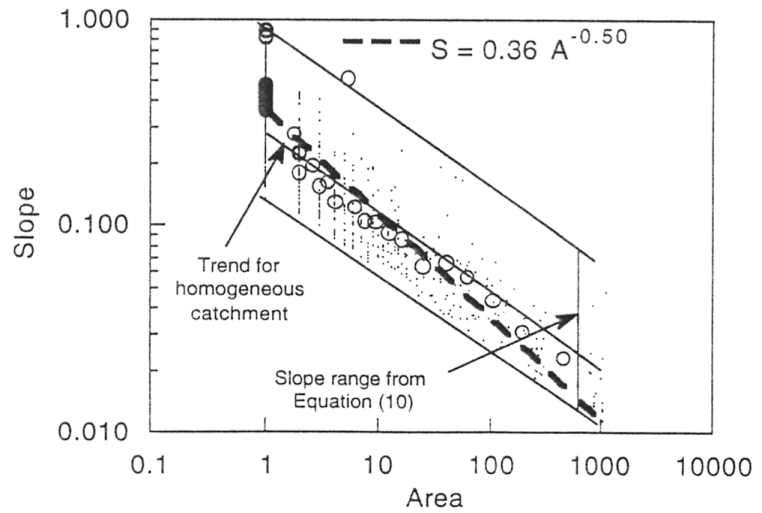 1.000
S = 0.36 A^-0.50
Slope
0.100
Trend for
homogeneous
catchment
Slope range from
Equation (10)
0.010
0.1 1 10 100 1000 10000
Area